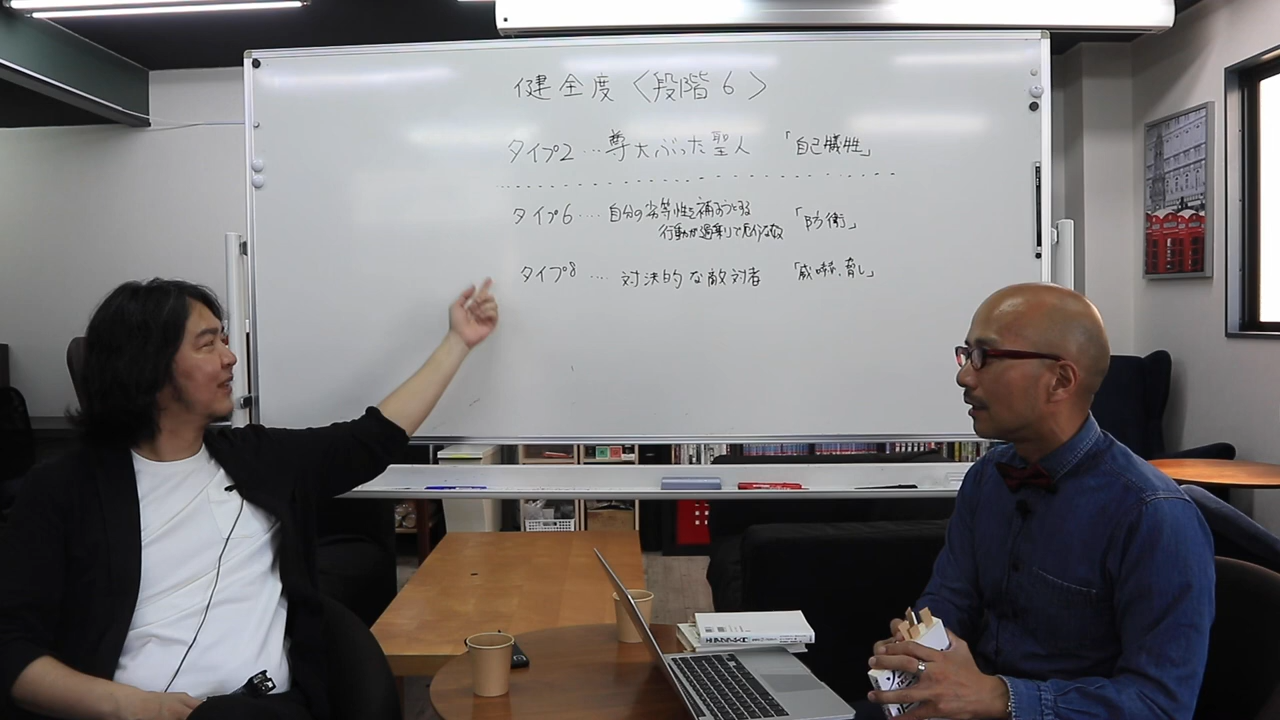 健全度〈段階6〉
タイプ2…尊大ぶった聖人 「自己犠牲」
タイプ6‥‥自分の劣等性を補おうとする
行動が過剰で 「防衛」
タイプ8 …対決的な敵対者 「威嚇、脅し」